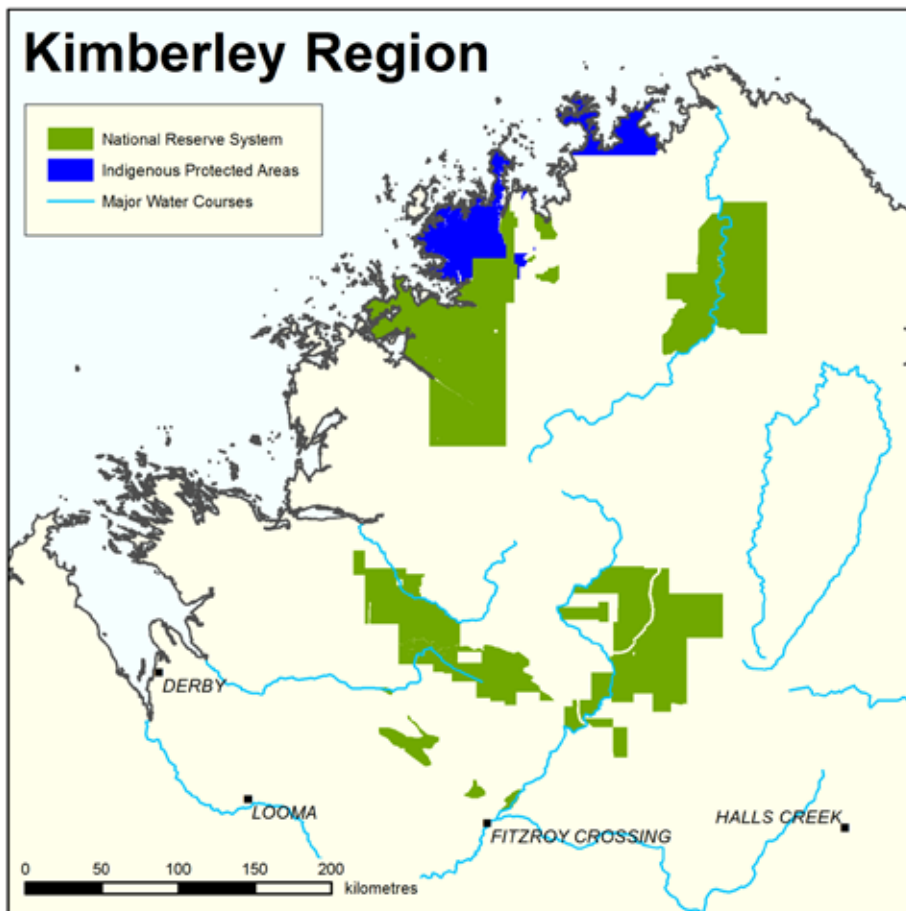 Kimberley Region
National Reserve System
Indigenous Protected Areas
Major Water Courses
DERBY
LOOMA
FITZROY CROSSING
HALLS CREEK
0 50 100 150 200
kilometres